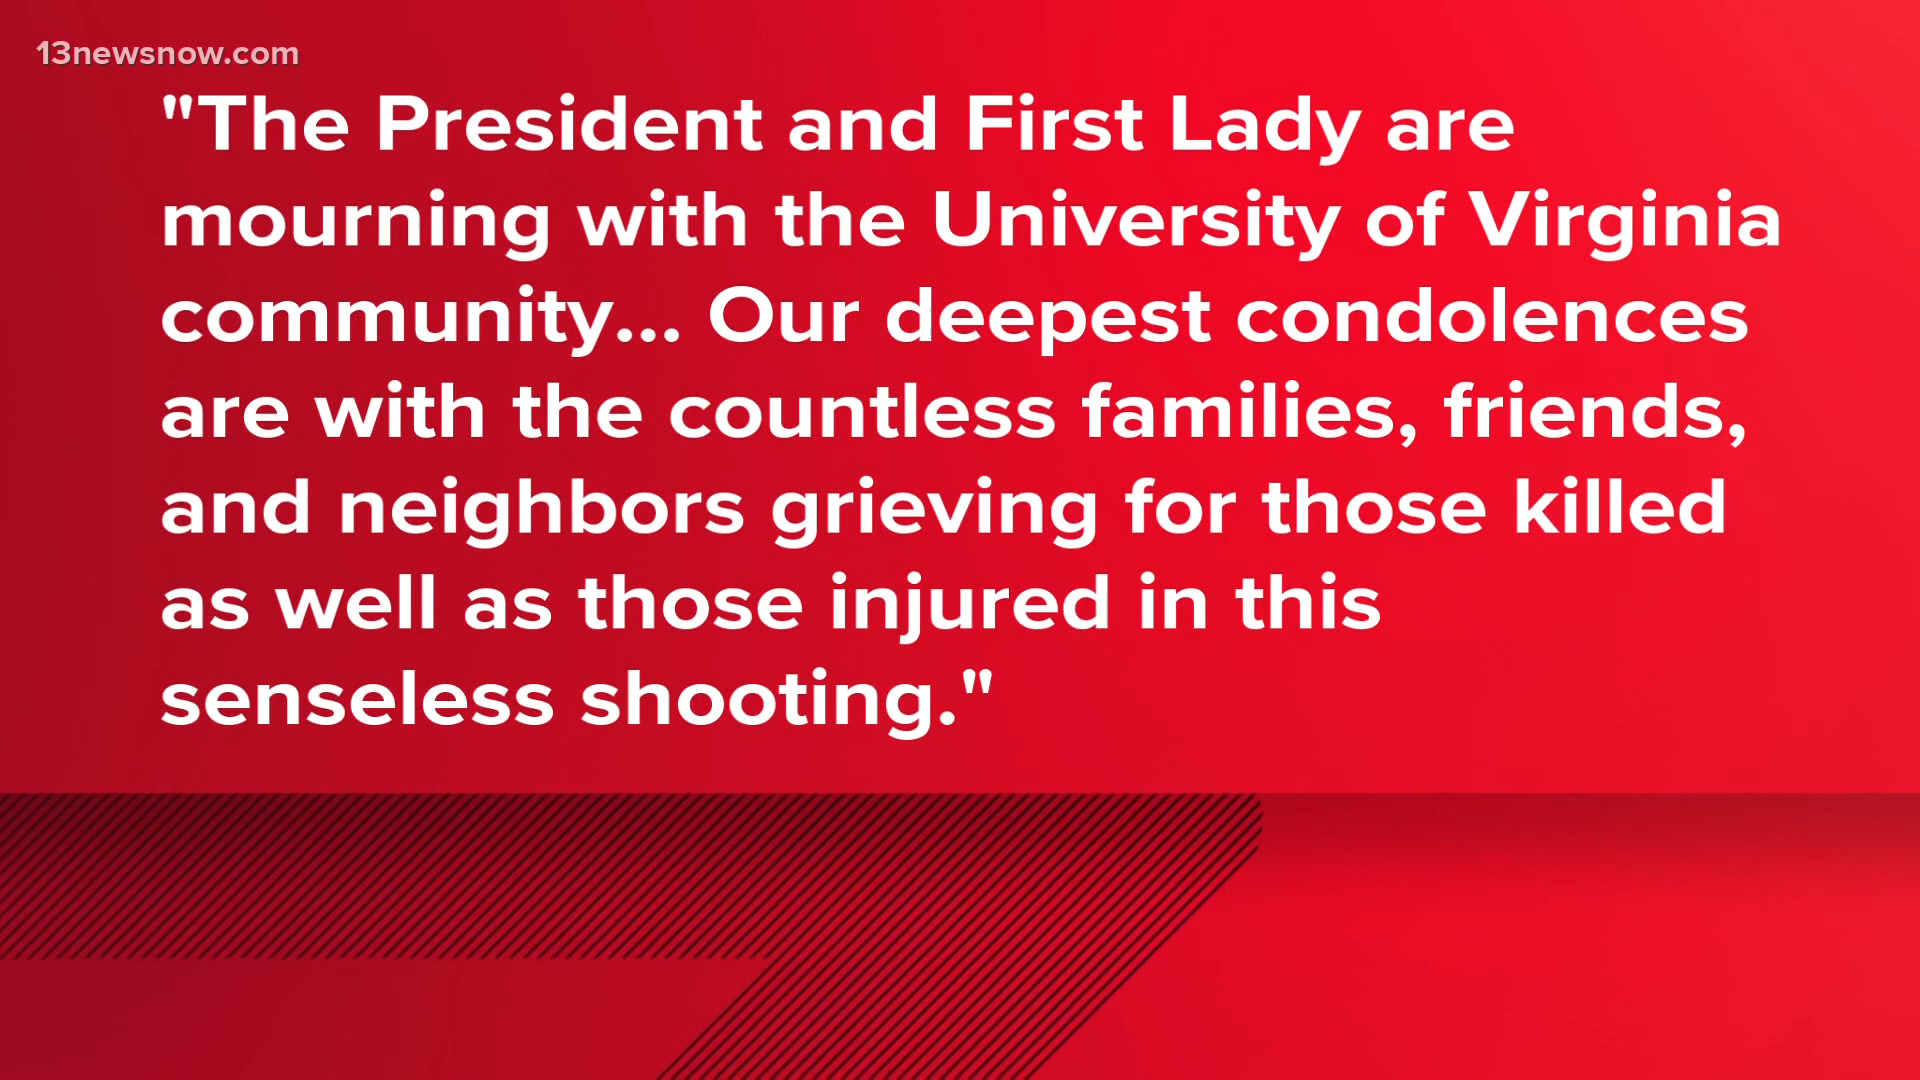 13newsnow.com
"The President and First Lady are
mourning with the University of Virginia
community... Our deepest condolences
are with the countless families, friends,
and neighbors grieving for those killed
as well as those injured in this
senseless shooting."